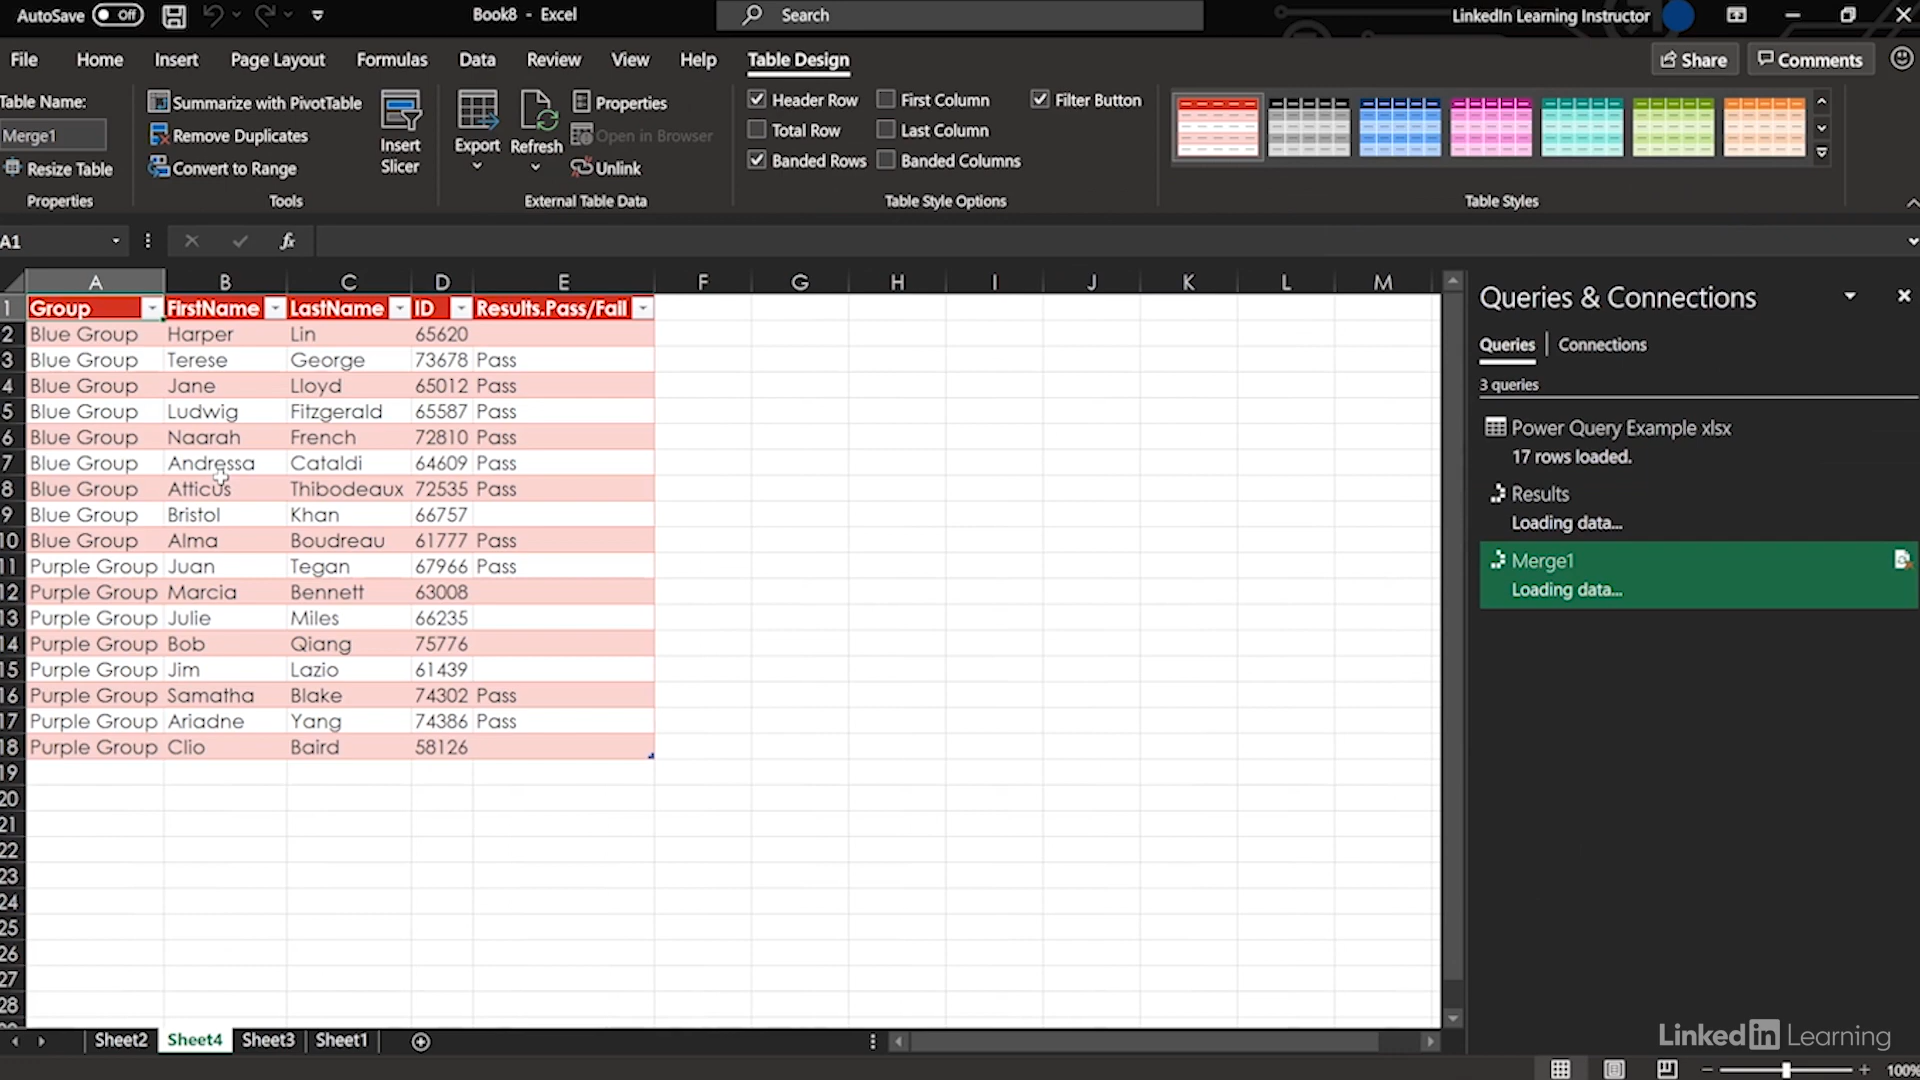 AutoSave Off Book8 - Excel Search LinkedIn Learning Instructor
File Home Insert Page Layout Formulas Data Review View Help Table Design Share Comments
Table Name:
Merge1
Resize Table
Properties
Summarize with PivotTable
Remove Duplicates
Convert to Range
Insert
Slicer
Tools
Export
Refresh
Properties
Open in Browser
Unlink
External Table Data
Header Row First Column Filter Button
Total Row Last Column
Banded Rows Banded Columns
Table Style Options
Table Styles
A1 fx
A B C D E F G H I J K L M
1 Group FirstName LastName ID Results.Pass/Fail
2 Blue Group Harper Lin 65620
3 Blue Group Terese George 73678 Pass
4 Blue Group Jane Lloyd 65012 Pass
5 Blue Group Ludwig Fitzgerald 65587 Pass
6 Blue Group Naarah French 72810 Pass
7 Blue Group Andressa Cataldi 64609 Pass
8 Blue Group Atticus Thibodeaux 72535 Pass
9 Blue Group Bristol Khan 66757
10 Blue Group Alma Boudreau 61777 Pass
11 Purple Group Juan Tegan 67966 Pass
12 Purple Group Marcia Bennett 63008
13 Purple Group Julie Miles 66235
14 Purple Group Bob Qiang 75776
15 Purple Group Jim Lazio 61439
16 Purple Group Samatha Blake 74302 Pass
17 Purple Group Ariadne Yang 74386 Pass
18 Purple Group Clio Baird 58126
19
20
21
22
23
24
25
26
27
28
Queries & Connections
Queries Connections
3 queries
Power Query Example xlsx
17 rows loaded.
Results
Loading data...
Merge1
Loading data...
Sheet2 Sheet4 Sheet3 Sheet1
LinkedIn Learning
100%